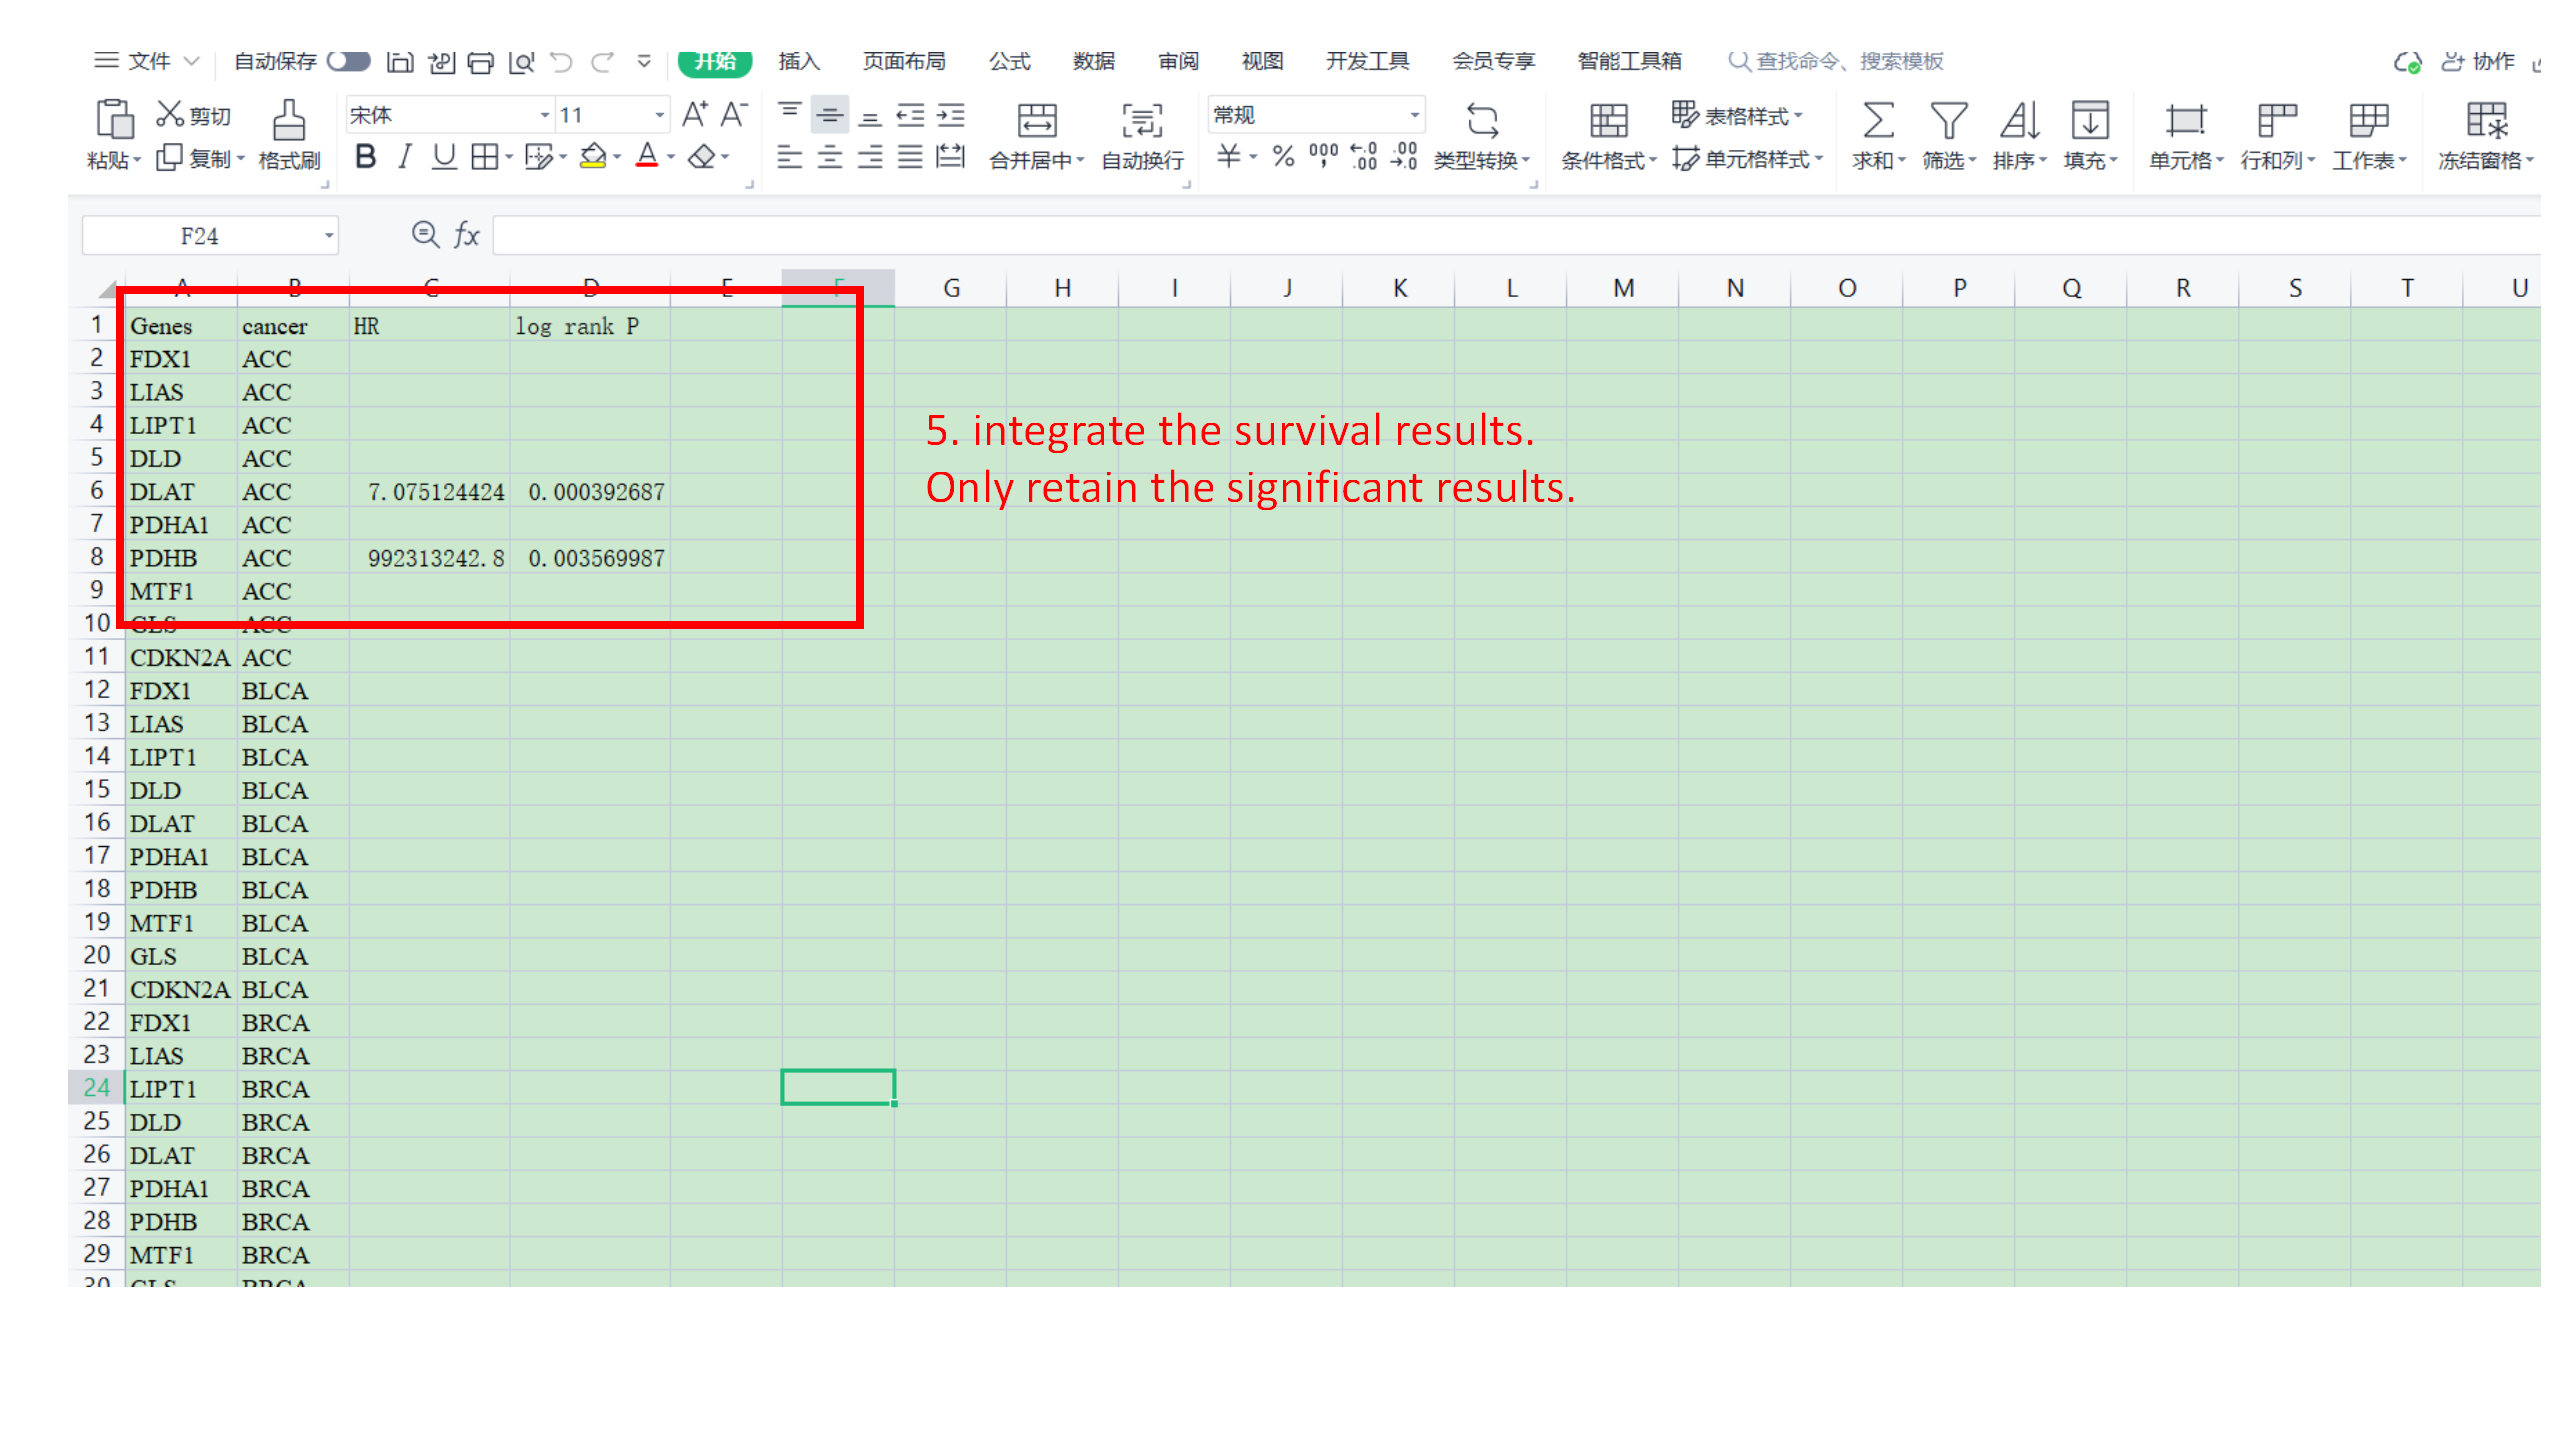 文件 自动保存 开始 插入 页面布局 公式 数据 审阅 视图 开发工具 会员专享 智能工具箱 查找命令、搜索模板 协作
剪切 宋体 11 A+ A- 常规 表格样式
粘贴 复制 格式刷 B I U A 合并居中 自动换行 ¥ % 000 类型转换 条件格式 单元格样式 求和 筛选 排序 填充 单元格 行和列 工作表 冻结窗格
F24 fx
A B C D E F G H I J K L M N O P Q R S T U
1 Genes cancer HR log rank P
2 FDX1 ACC
3 LIAS ACC
4 LIPT1 ACC
5 DLD ACC
6 DLAT ACC 7.075124424 0.000392687
7 PDHA1 ACC
8 PDHB ACC 992313242.8 0.003569987
9 MTF1 ACC
10 GLS ACC
11 CDKN2A ACC
12 FDX1 BLCA
13 LIAS BLCA
14 LIPT1 BLCA
15 DLD BLCA
16 DLAT BLCA
17 PDHA1 BLCA
18 PDHB BLCA
19 MTF1 BLCA
20 GLS BLCA
21 CDKN2A BLCA
22 FDX1 BRCA
23 LIAS BRCA
24 LIPT1 BRCA
25 DLD BRCA
26 DLAT BRCA
27 PDHA1 BRCA
28 PDHB BRCA
29 MTF1 BRCA
30 GLS BRCA
5. integrate the survival results.
Only retain the significant results.